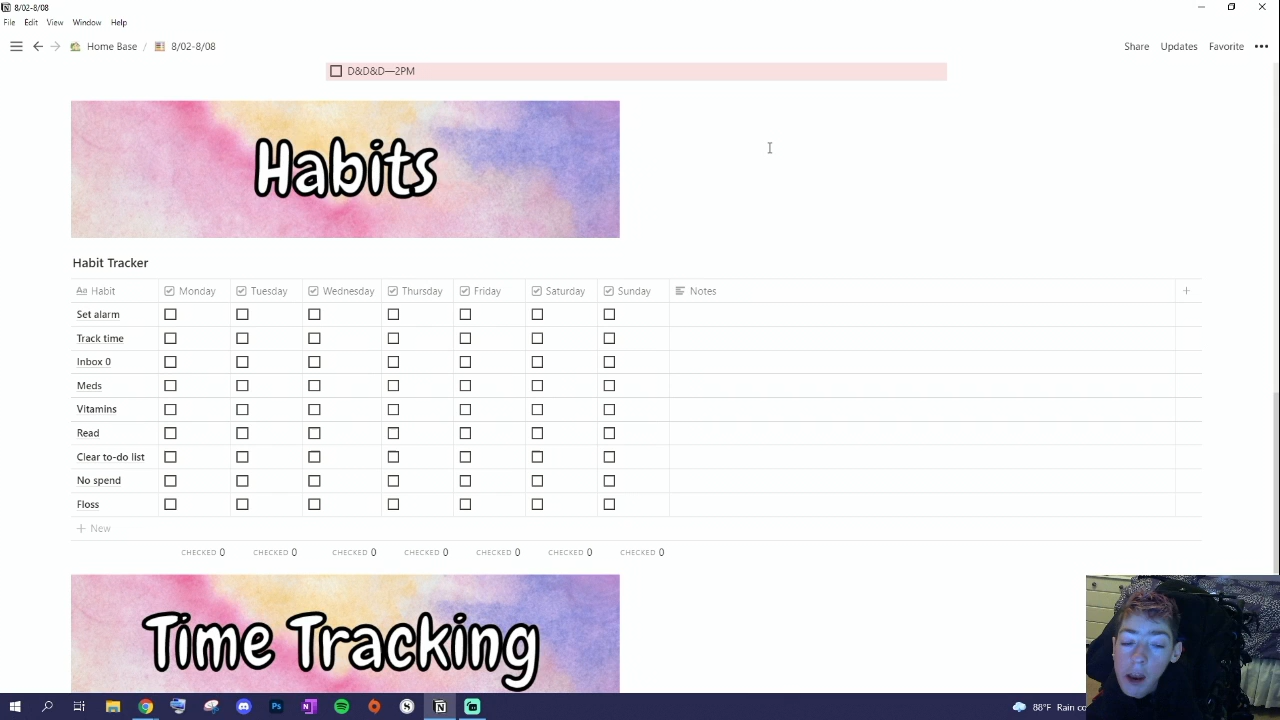 8/02-8/08
File Edit View Window Help
Home Base / 8/02-8/08 Share Updates Favorite
D&D&D—2PM
Habits
Habit Tracker
Aa Habit Monday Tuesday Wednesday Thursday Friday Saturday Sunday Notes +
Set alarm
Track time
Inbox 0
Meds
Vitamins
Read
Clear to-do list
No spend
Floss
+ New
CHECKED 0 CHECKED 0 CHECKED 0 CHECKED 0 CHECKED 0 CHECKED 0 CHECKED 0
Time Tracking
88°F